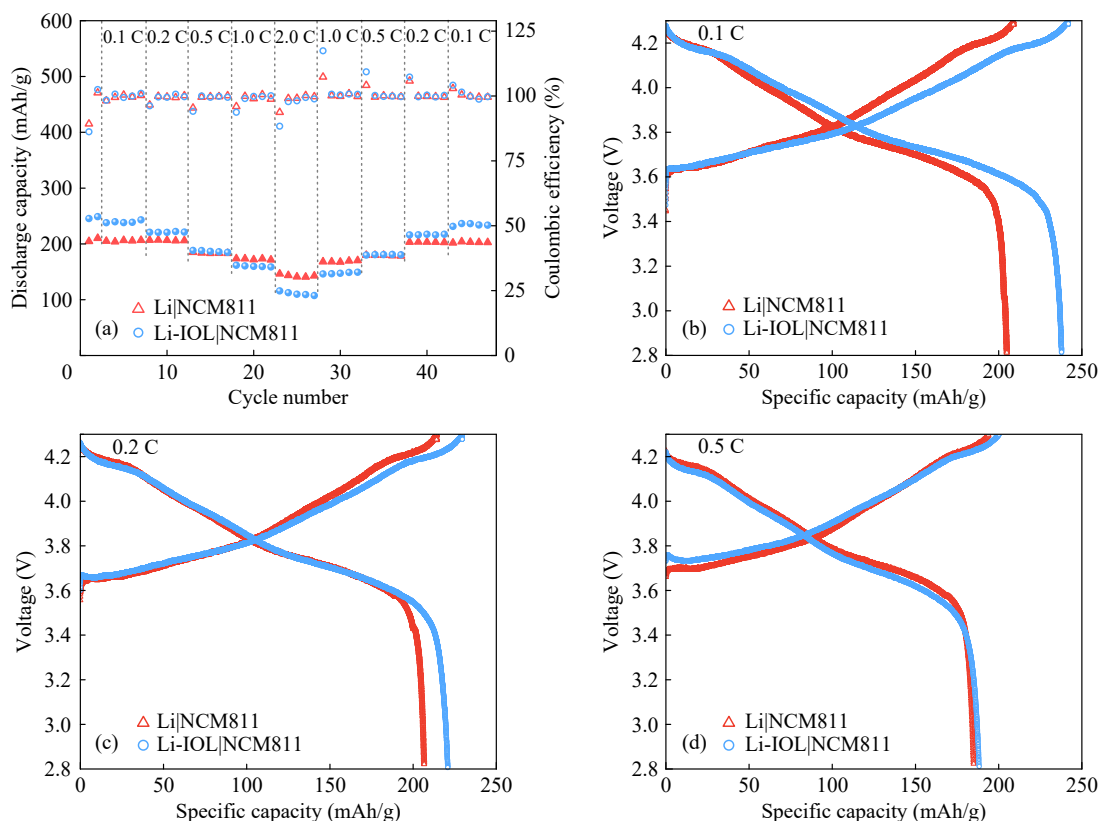 600
500
400
300
200
100
0
10
20
30
40
125
100
75
50
25
0
0.1 C 0.2 C 0.5 C 1.0 C 2.0 C 1.0 C 0.5 C 0.2 C 0.1 C
Discharge capacity (mAh/g)
Coulombic efficiency (%)
Cycle number
(a)
Li|NCM811
Li-IOL|NCM811
0.1 C
4.2
4.0
3.8
3.6
3.4
3.2
3.0
2.8
0 50 100 150 200 250
Voltage (V)
Specific capacity (mAh/g)
(b)
Li|NCM811
Li-IOL|NCM811
0.2 C
4.2
4.0
3.8
3.6
3.4
3.2
3.0
2.8
0 50 100 150 200 250
Voltage (V)
Specific capacity (mAh/g)
(c)
Li|NCM811
Li-IOL|NCM811
0.5 C
4.2
4.0
3.8
3.6
3.4
3.2
3.0
2.8
0 50 100 150 200 250
Voltage (V)
Specific capacity (mAh/g)
(d)
Li|NCM811
Li-IOL|NCM811